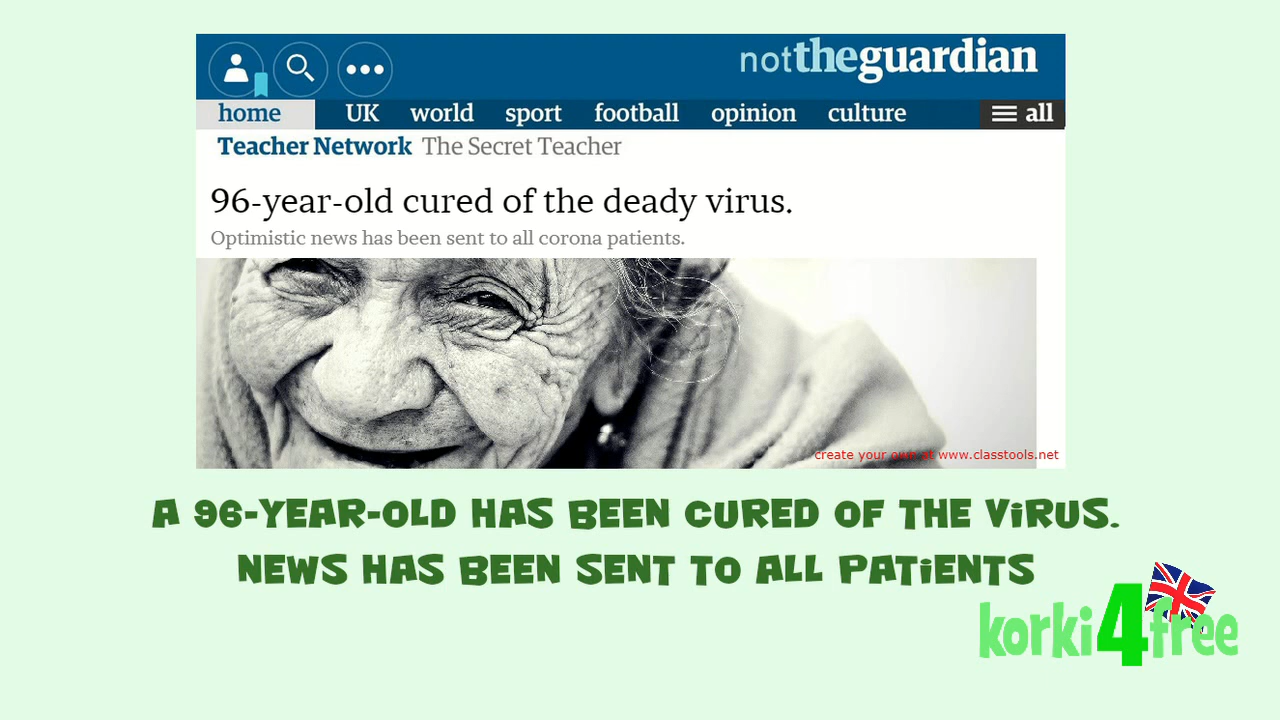 nottheguardian
home UK world sport football opinion culture all
Teacher Network The Secret Teacher
96-year-old cured of the deady virus.
Optimistic news has been sent to all corona patients.
create your own at www.classtools.net
A 96-YEAR-OLD HAS BEEN CURED OF THE ViRUS.
NEWS HAS BEEN SENT TO ALL PATiENTS
korki4free